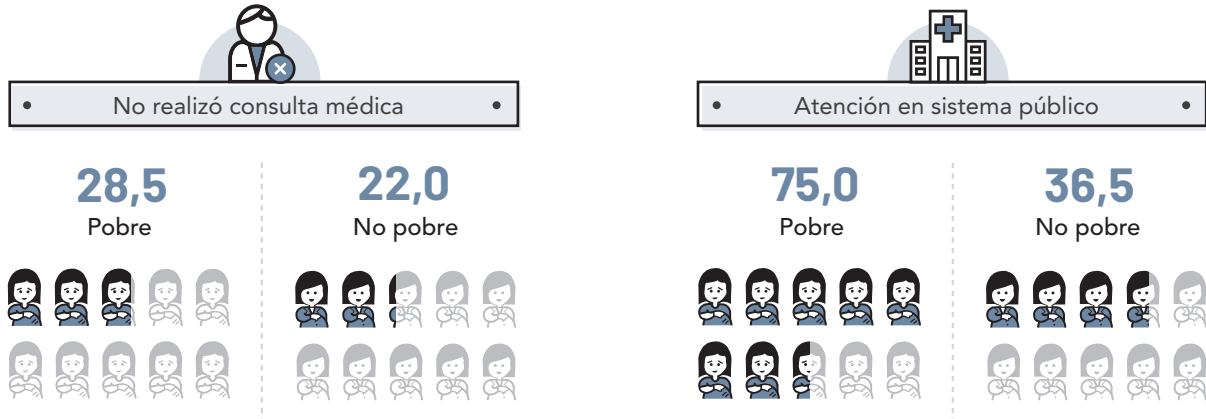 No realizó consulta médica
28,5
Pobre
22,0
No pobre
Atención en sistema público
75,0
Pobre
36,5
No pobre